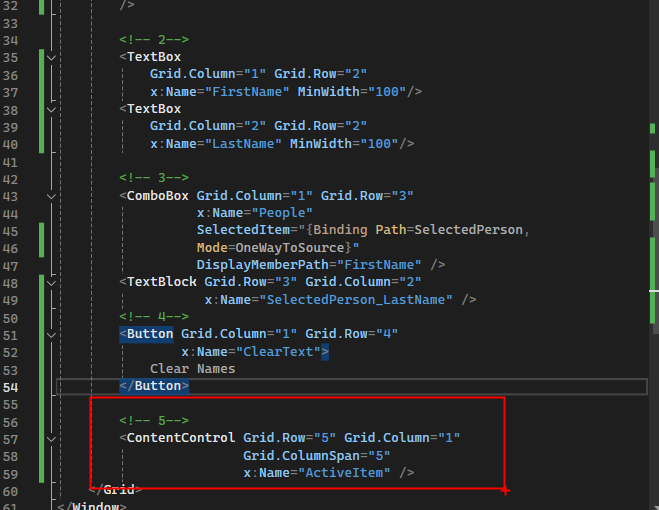 32 />
33
34 <!-- 2-->
35 <TextBox
36 Grid.Column="1" Grid.Row="2"
37 x:Name="FirstName" MinWidth="100"/>
38 <TextBox
39 Grid.Column="2" Grid.Row="2"
40 x:Name="LastName" MinWidth="100"/>
41
42 <!-- 3-->
43 <ComboBox Grid.Column="1" Grid.Row="3"
44 x:Name="People"
45 SelectedItem="{Binding Path=SelectedPerson,
46 Mode=OneWayToSource}"
47 DisplayMemberPath="FirstName" />
48 <TextBlock Grid.Row="3" Grid.Column="2"
49 x:Name="SelectedPerson_LastName" />
50 <!-- 4-->
51 <Button Grid.Column="1" Grid.Row="4"
52 x:Name="ClearText">
53 Clear Names
54 </Button>
55
56 <!-- 5-->
57 <ContentControl Grid.Row="5" Grid.Column="1"
58 Grid.ColumnSpan="5"
59 x:Name="ActiveItem" />
60 </Grid>
61 </Window>